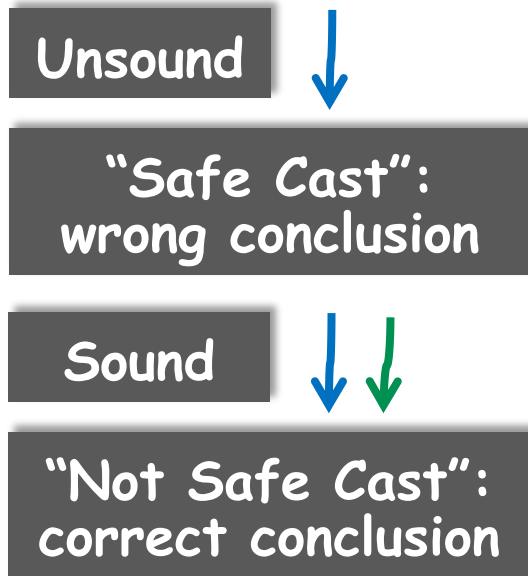 Unsound
“Safe Cast”:
wrong conclusion
Sound
“Not Safe Cast”:
correct conclusion